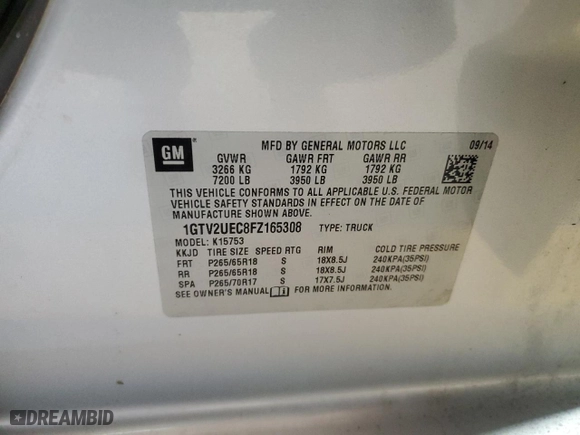 GM
MFD BY GENERAL MOTORS LLC 09/14
GVWR GAWR FRT GAWR RR
3266 KG 1792 KG 1792 KG
7200 LB 3950 LB 3950 LB
THIS VEHICLE CONFORMS TO ALL APPLICABLE U.S. FEDERAL MOTOR
VEHICLE SAFETY STANDARDS IN EFFECT ON THE DATE OF
MANUFACTURE SHOWN ABOVE.
1GTV2UEC8FZ165308 TYPE: TRUCK
MODEL: K15753
KKJD TIRE SIZE SPEED RTG RIM COLD TIRE PRESSURE
FRT P265/65R18 S 18X8.5J 240KPA(35PSI)
RR P265/65R18 S 18X8.5J 240KPA(35PSI)
SPA P265/70R17 S 17X7.5J 240KPA(35PSI)
SEE OWNER'S MANUAL FOR MORE INFORMATION.
DREAMBID